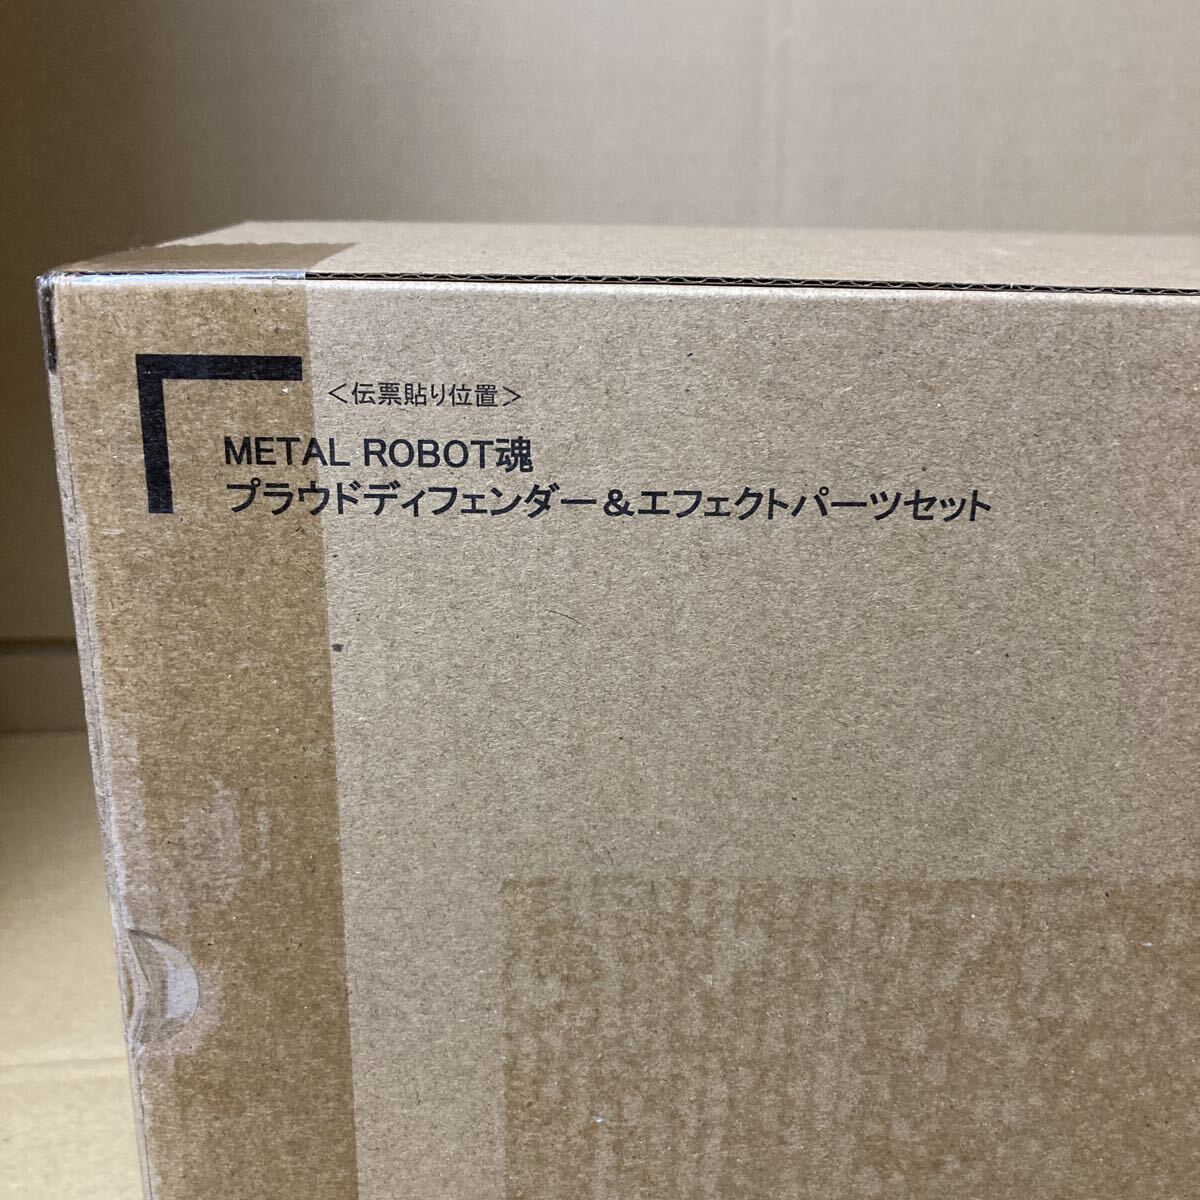 ＜伝票貼り位置＞
METAL ROBOT魂
プラウドディフェンダー＆エフェクトパーツセット